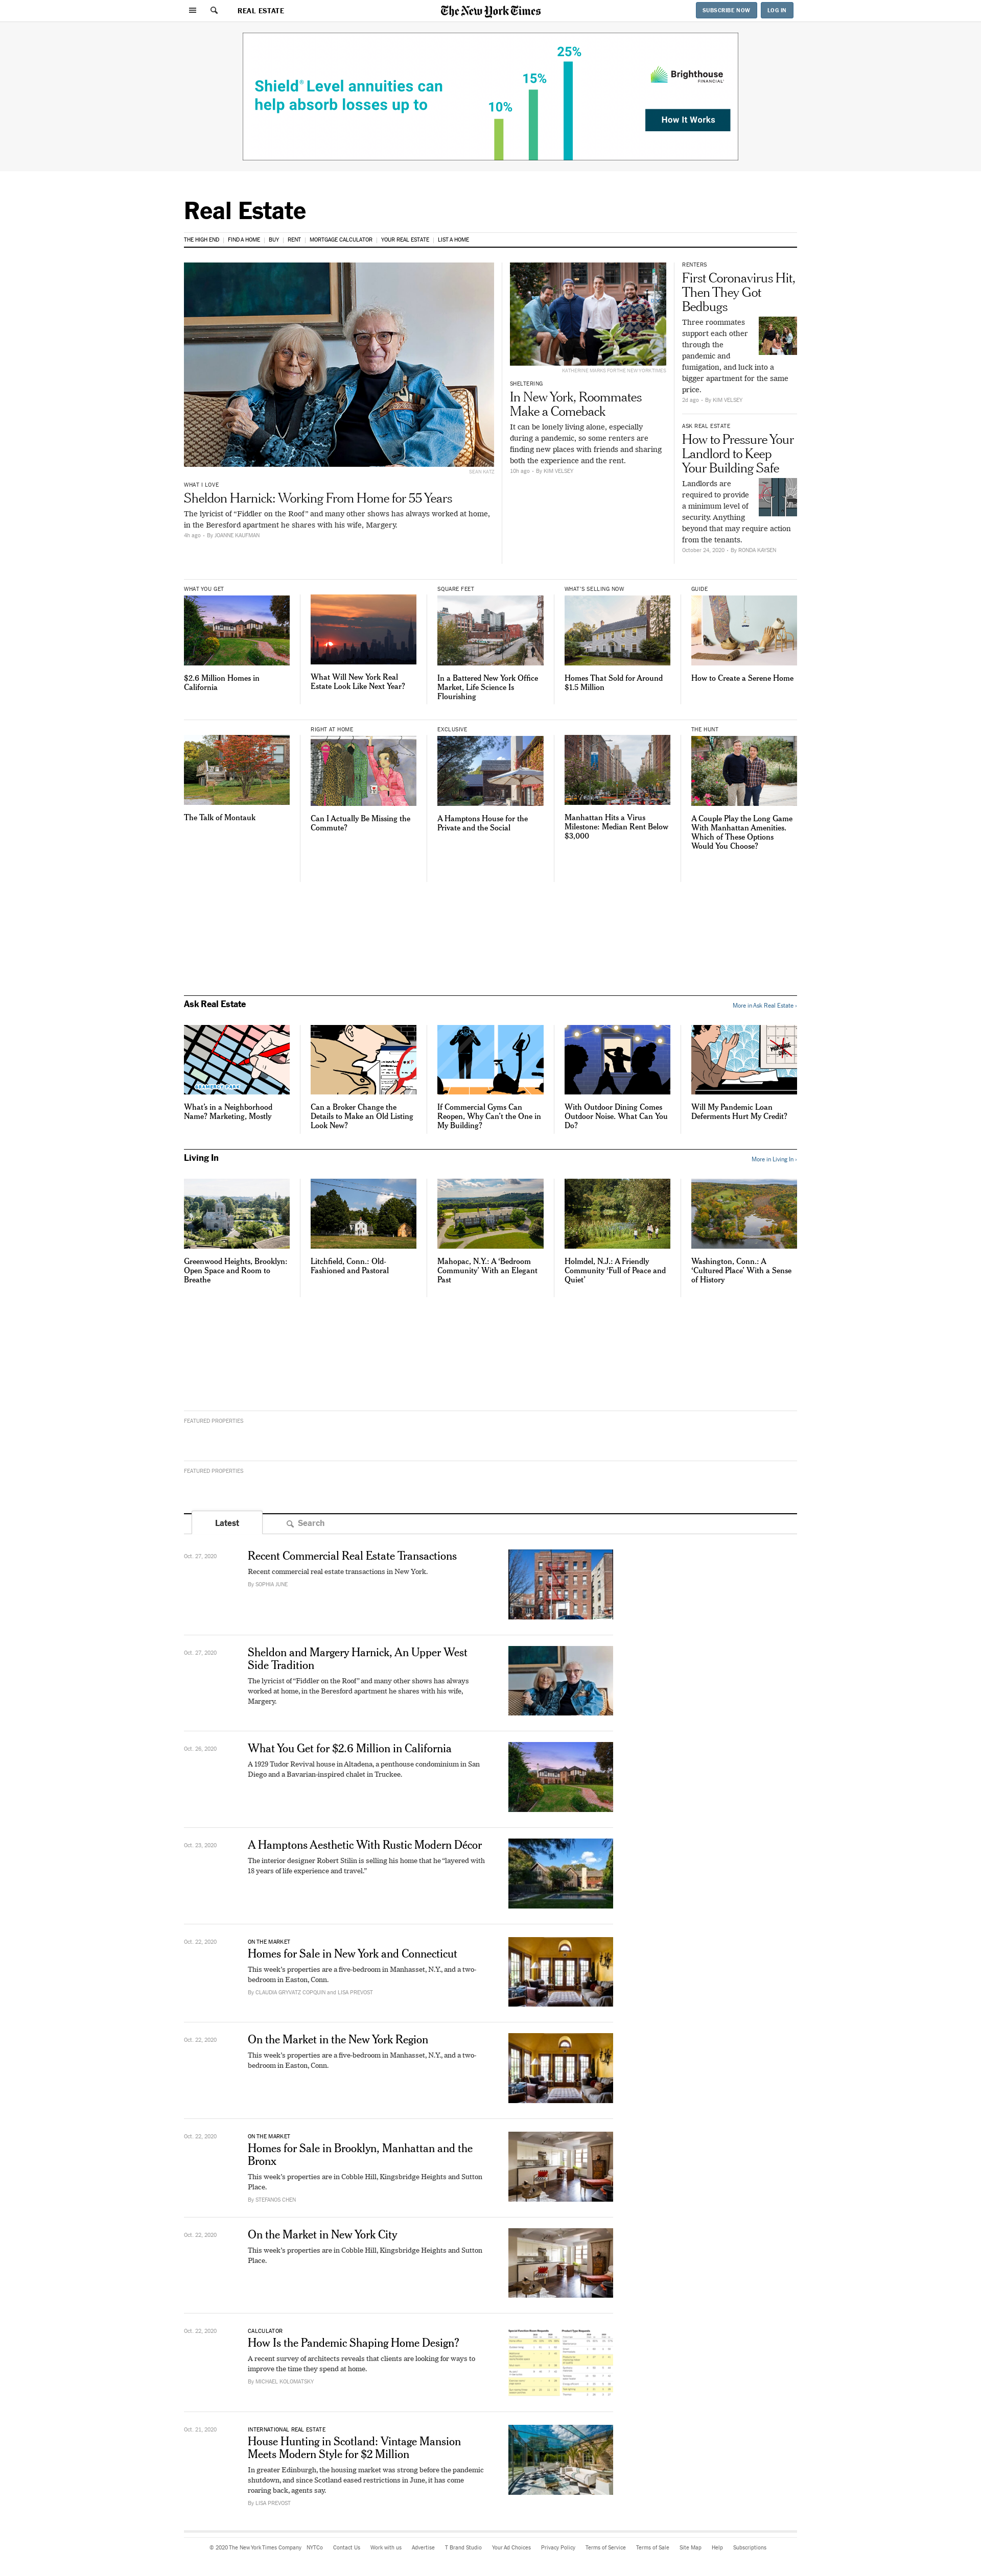 REAL ESTATE
The New York Times
SUBSCRIBE NOW
LOG IN
Shield® Level annuities can
help absorb losses up to
10%
15%
25%
Brighthouse
FINANCIAL
How It Works
Real Estate
THE HIGH END | FIND A HOME | BUY | RENT | MORTGAGE CALCULATOR | YOUR REAL ESTATE | LIST A HOME
SEAN KATZ
WHAT I LOVE
Sheldon Harnick: Working From Home for 55 Years
The lyricist of “Fiddler on the Roof” and many other shows has always worked at home,
in the Beresford apartment he shares with his wife, Margery.
4h ago · By JOANNE KAUFMAN
KATHERINE MARKS FOR THE NEW YORK TIMES
SHELTERING
In New York, Roommates
Make a Comeback
It can be lonely living alone, especially
during a pandemic, so some renters are
finding new places with friends and sharing
both the experience and the rent.
10h ago · By KIM VELSEY
RENTERS
First Coronavirus Hit,
Then They Got
Bedbugs
Three roommates
support each other
through the
pandemic and
fumigation, and luck into a
bigger apartment for the same
price.
2d ago · By KIM VELSEY
ASK REAL ESTATE
How to Pressure Your
Landlord to Keep
Your Building Safe
Landlords are
required to provide
a minimum level of
security. Anything
beyond that may require action
from the tenants.
October 24, 2020 · By RONDA KAYSEN
WHAT YOU GET
$2.6 Million Homes in
California
What Will New York Real
Estate Look Like Next Year?
SQUARE FEET
In a Battered New York Office
Market, Life Science Is
Flourishing
WHAT'S SELLING NOW
Homes That Sold for Around
$1.5 Million
GUIDE
How to Create a Serene Home
The Talk of Montauk
RIGHT AT HOME
Can I Actually Be Missing the
Commute?
EXCLUSIVE
A Hamptons House for the
Private and the Social
Manhattan Hits a Virus
Milestone: Median Rent Below
$3,000
THE HUNT
A Couple Play the Long Game
With Manhattan Amenities.
Which of These Options
Would You Choose?
Ask Real Estate
More in Ask Real Estate ›
What's in a Neighborhood
Name? Marketing, Mostly
Can a Broker Change the
Details to Make an Old Listing
Look New?
If Commercial Gyms Can
Reopen, Why Can't the One in
My Building?
With Outdoor Dining Comes
Outdoor Noise. What Can You
Do?
Will My Pandemic Loan
Deferments Hurt My Credit?
Living In
More in Living In ›
Greenwood Heights, Brooklyn:
Open Space and Room to
Breathe
Litchfield, Conn.: Old-
Fashioned and Pastoral
Mahopac, N.Y.: A ‘Bedroom
Community’ With an Elegant
Past
Holmdel, N.J.: A Friendly
Community ‘Full of Peace and
Quiet’
Washington, Conn.: A
‘Cultured Place’ With a Sense
of History
FEATURED PROPERTIES
FEATURED PROPERTIES
Latest
Search
Oct. 27, 2020
Recent Commercial Real Estate Transactions
Recent commercial real estate transactions in New York.
By SOPHIA JUNE
Oct. 27, 2020
Sheldon and Margery Harnick, An Upper West
Side Tradition
The lyricist of “Fiddler on the Roof” and many other shows has always
worked at home, in the Beresford apartment he shares with his wife,
Margery.
Oct. 26, 2020
What You Get for $2.6 Million in California
A 1929 Tudor Revival house in Altadena, a penthouse condominium in San
Diego and a Bavarian-inspired chalet in Truckee.
Oct. 23, 2020
A Hamptons Aesthetic With Rustic Modern Décor
The interior designer Robert Stilin is selling his home that he “layered with
18 years of life experience and travel.”
Oct. 22, 2020
ON THE MARKET
Homes for Sale in New York and Connecticut
This week's properties are a five-bedroom in Manhasset, N.Y., and a two-
bedroom in Easton, Conn.
By CLAUDIA GRYVATZ COPQUIN and LISA PREVOST
Oct. 22, 2020
On the Market in the New York Region
This week's properties are a five-bedroom in Manhasset, N.Y., and a two-
bedroom in Easton, Conn.
Oct. 22, 2020
ON THE MARKET
Homes for Sale in Brooklyn, Manhattan and the
Bronx
This week's properties are in Cobble Hill, Kingsbridge Heights and Sutton
Place.
By STEFANOS CHEN
Oct. 22, 2020
On the Market in New York City
This week's properties are in Cobble Hill, Kingsbridge Heights and Sutton
Place.
Oct. 22, 2020
CALCULATOR
How Is the Pandemic Shaping Home Design?
A recent survey of architects reveals that clients are looking for ways to
improve the time they spend at home.
By MICHAEL KOLOMATSKY
Oct. 21, 2020
INTERNATIONAL REAL ESTATE
House Hunting in Scotland: Vintage Mansion
Meets Modern Style for $2 Million
In greater Edinburgh, the housing market was strong before the pandemic
shutdown, and since Scotland eased restrictions in June, it has come
roaring back, agents say.
By LISA PREVOST
© 2020 The New York Times Company NYTCo Contact Us Work with us Advertise T Brand Studio Your Ad Choices Privacy Policy Terms of Service Terms of Sale Site Map Help Subscriptions